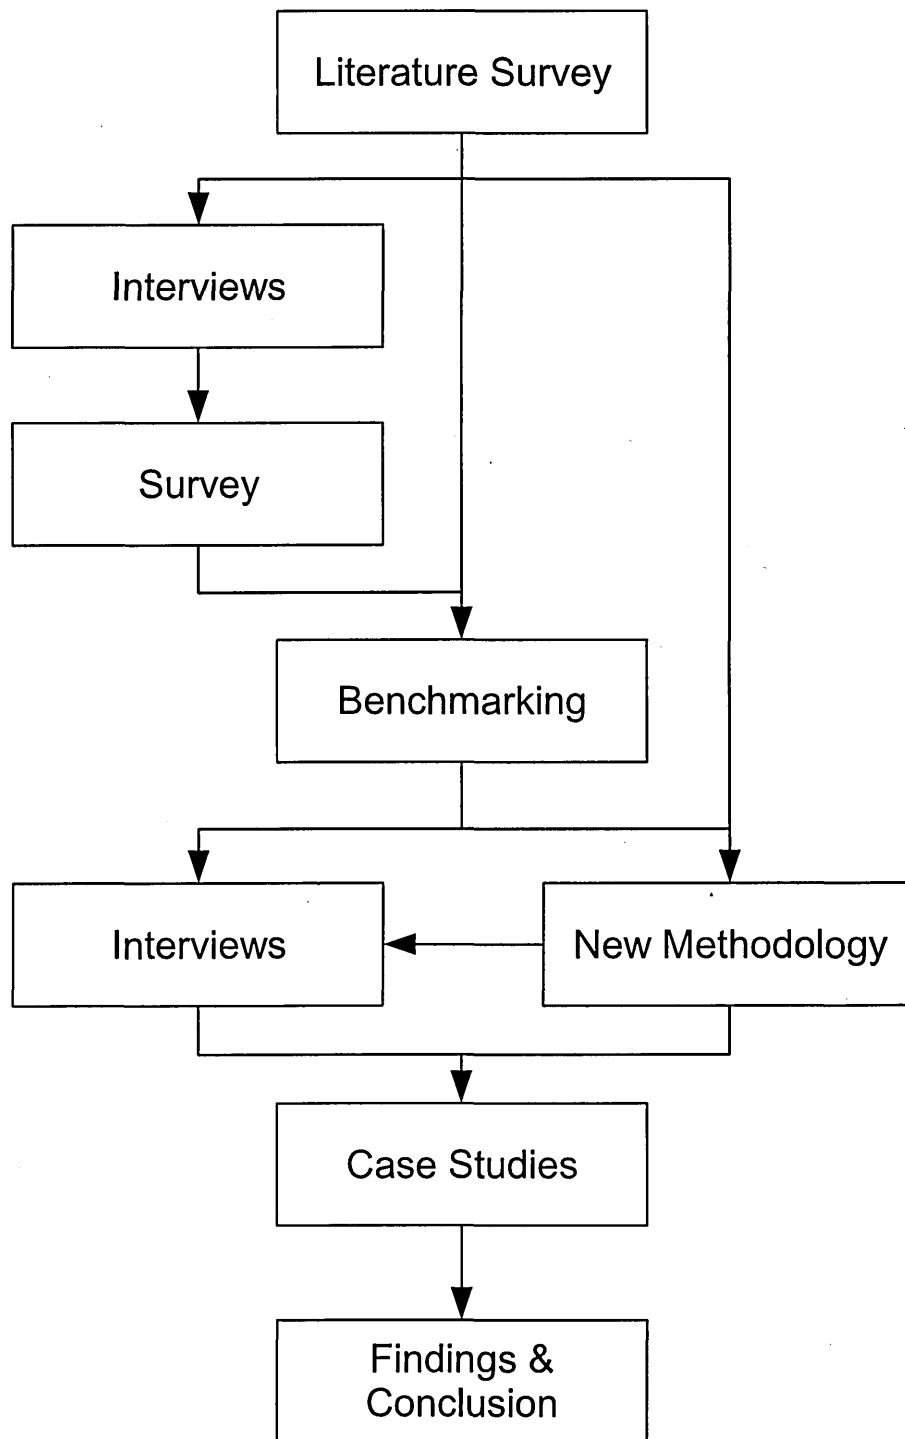 Literature Survey
Interviews
Survey
Benchmarking
Interviews
New Methodology
Case Studies
Findings &
Conclusion